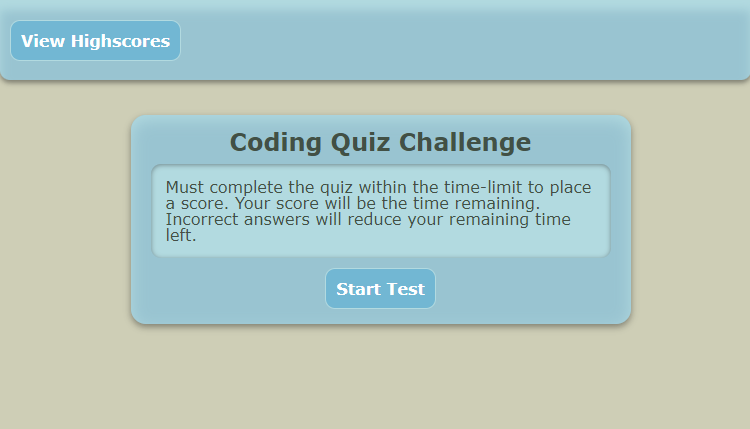 View Highscores
Coding Quiz Challenge
Must complete the quiz within the time-limit to place
a score. Your score will be the time remaining.
Incorrect answers will reduce your remaining time
left.
Start Test